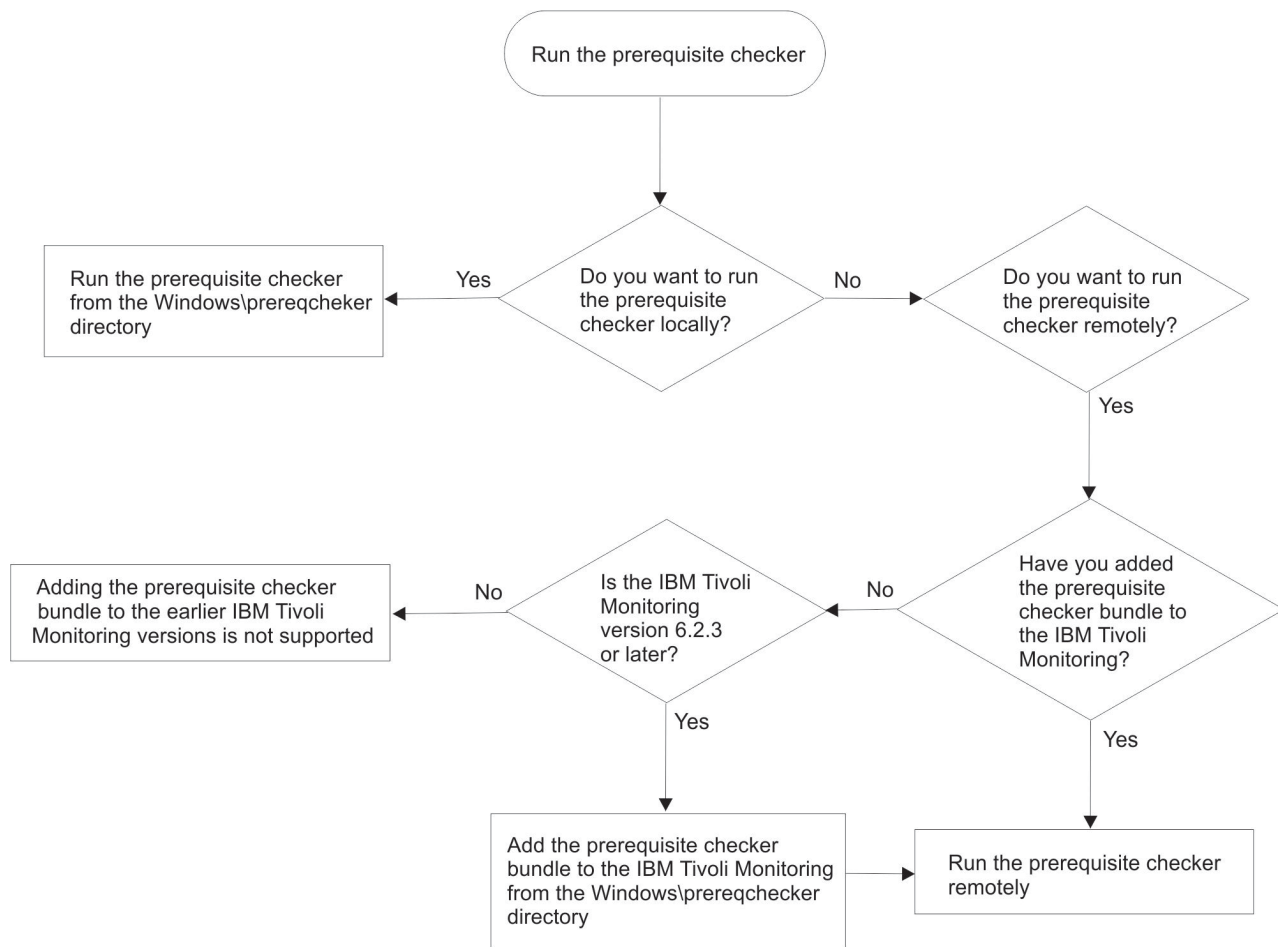 Run the prerequisite checker
Run the prerequisite checker
from the Windows\prereqcheker
directory
Yes
Do you want to run
the prerequisite
checker locally?
No
Do you want to run
the prerequisite
checker remotely?
Yes
Adding the prerequisite checker
bundle to the earlier IBM Tivoli
Monitoring versions is not supported
No
Is the IBM Tivoli
Monitoring
version 6.2.3
or later?
No
Have you added
the prerequisite
checker bundle to
the IBM Tivoli
Monitoring?
Yes
Yes
Add the prerequisite checker
bundle to the IBM Tivoli Monitoring
from the Windows\prereqchecker
directory
Run the prerequisite checker
remotely